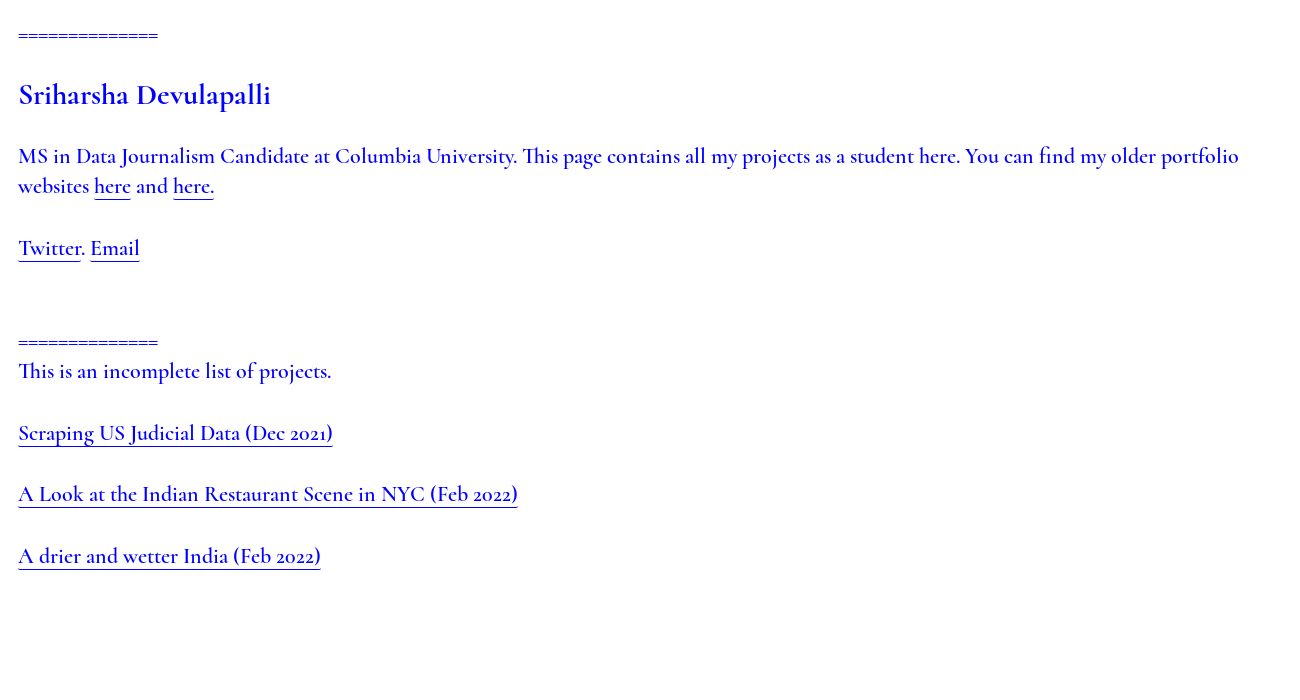 ==============
Sriharsha Devulapalli
MS in Data Journalism Candidate at Columbia University. This page contains all my projects as a student here. You can find my older portfolio
websites here and here.
Twitter. Email
==============
This is an incomplete list of projects.
Scraping US Judicial Data (Dec 2021)
A Look at the Indian Restaurant Scene in NYC (Feb 2022)
A drier and wetter India (Feb 2022)